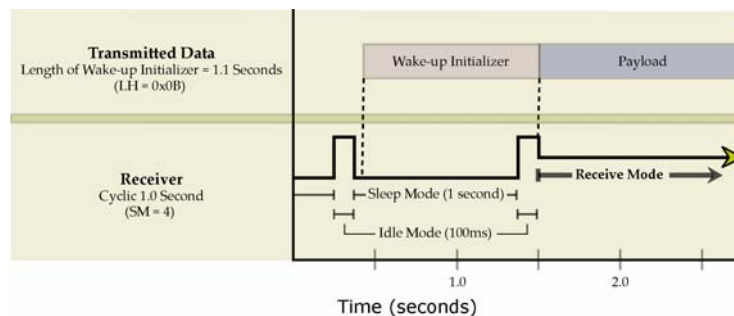 Transmitted Data
Length of Wake-up Initializer = 1.1 Seconds
(LH = 0x0B)
Wake-up Initializer
Payload
Receiver
Cyclic 1.0 Second
(SM = 4)
Sleep Mode (1 second)
Receive Mode
Idle Mode (100ms)
1.0
2.0
Time (seconds)